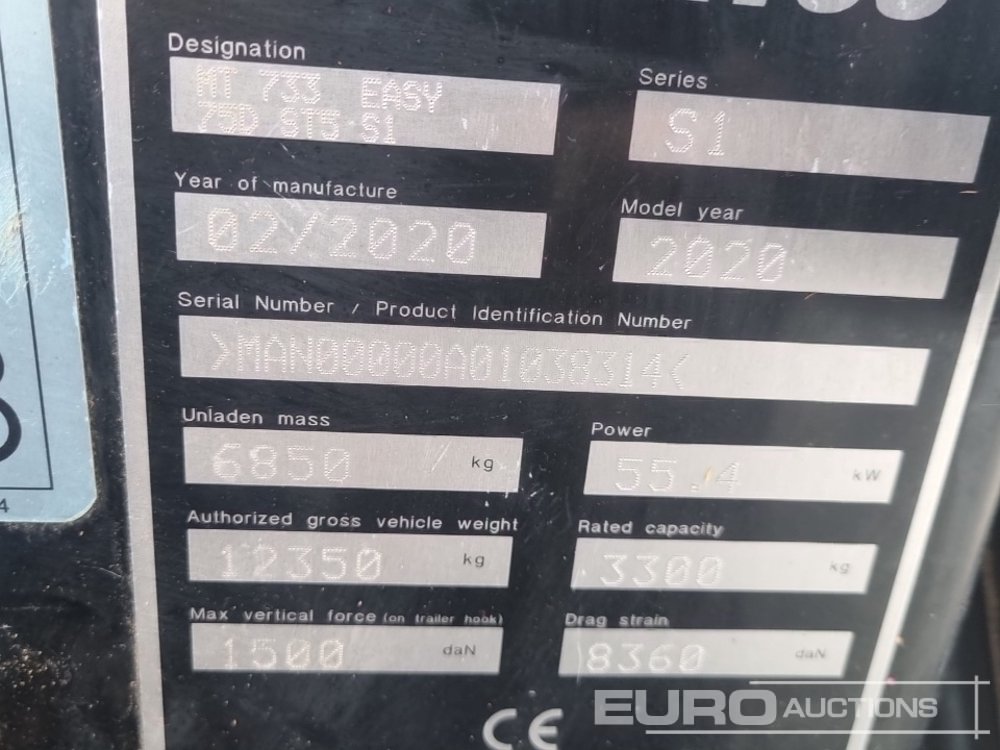 Designation
MT 733 EASY
75D ST5 S1
Series
S1
Year of manufacture
02/2020
Model year
2020
Serial Number / Product Identification Number
>MAN00000A01038314<
Unladen mass
6850 kg
Power
55.4 kW
Authorized gross vehicle weight
12350 kg
Rated capacity
3300 kg
Max vertical force (on trailer hook)
1500 daN
Drag strain
8360 daN
CE
EURO AUCTIONS